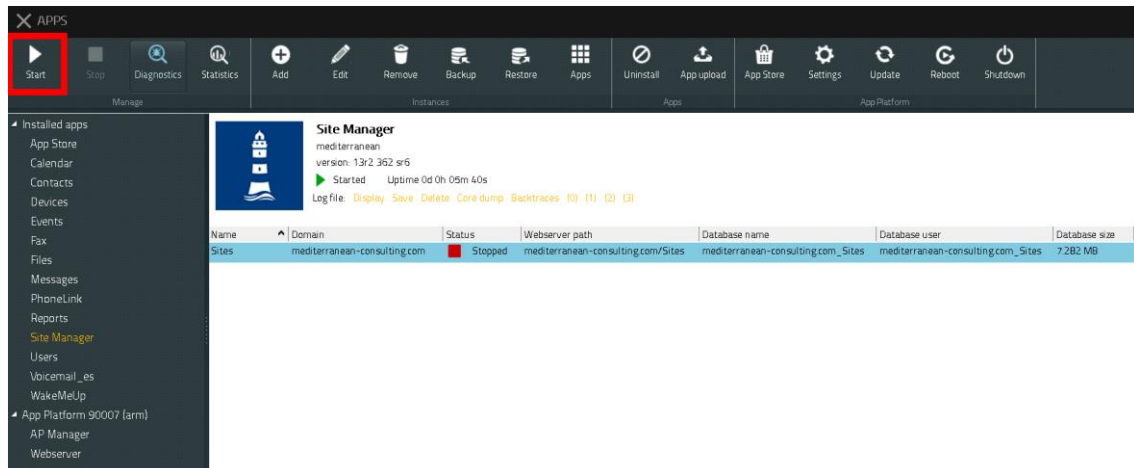 APPS
Start Stop Diagnostics Statistics Add Edit Remove Backup Restore Apps Uninstall App upload App Store Settings Update Reboot Shutdown
Manage Instances Apps App Platform
Installed apps
App Store
Calendar
Contacts
Devices
Events
Fax
Files
Messages
PhoneLink
Reports
Site Manager
Users
Voicemail_es
WakeMeUp
App Platform 90007 (arm)
AP Manager
Webserver
Site Manager
mediterranean
version: 13r2 362 sr6
Started Uptime 0d 0h 05m 40s
Log file: Display Save Delete Core dump Backtraces (0) (1) (2) (3)
Name Domain Status Webserver path Database name Database user Database size
Sites mediterranean-consulting.com Stopped mediterranean-consulting.com/Sites mediterranean-consulting.com_Sites mediterranean-consulting.com_Sites 7.282 MB